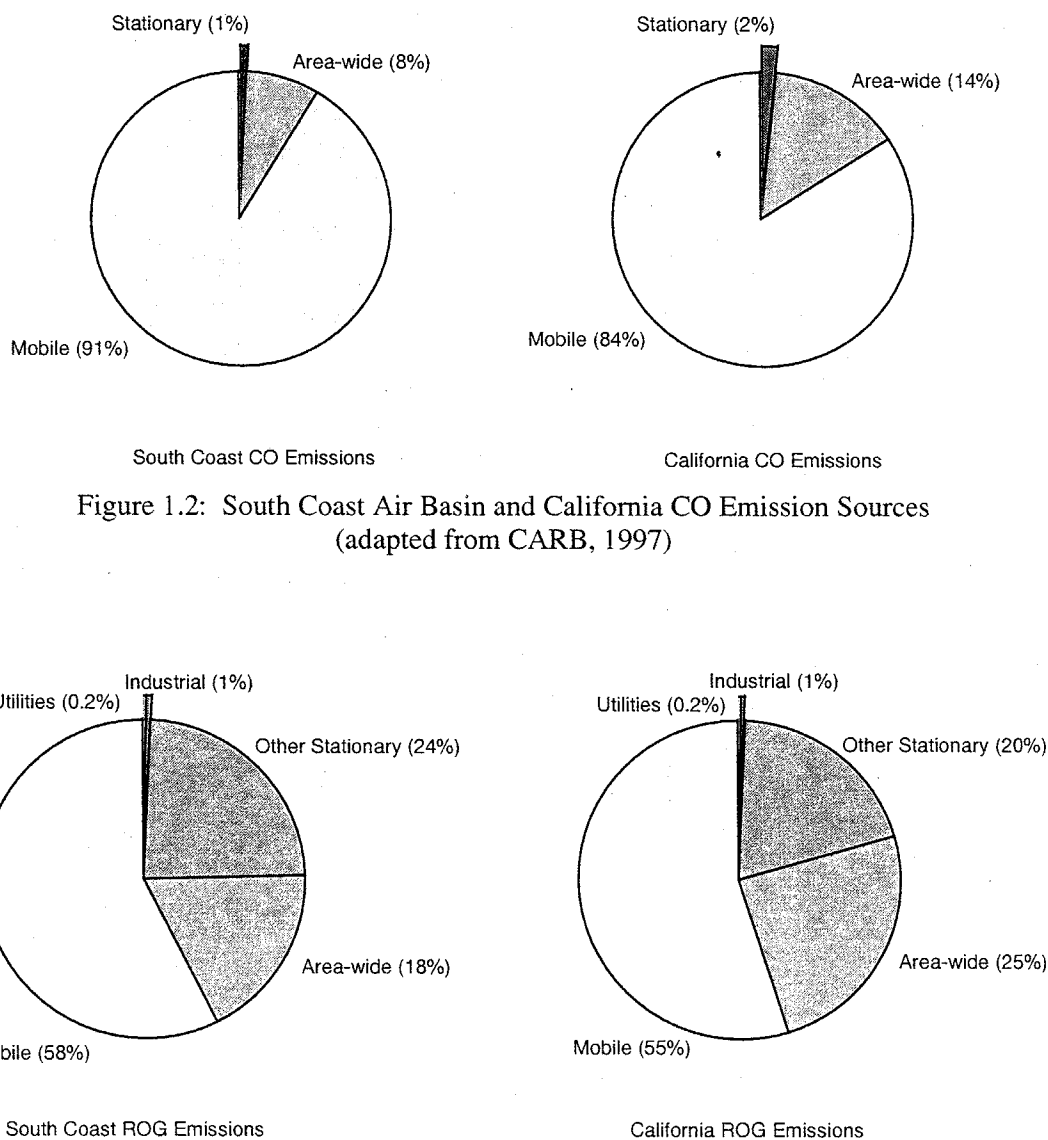 Stationary (1%)
Area-wide (8%)
Mobile (91%)
South Coast CO Emissions
Stationary (2%)
Area-wide (14%)
Mobile (84%)
California CO Emissions
Figure 1.2: South Coast Air Basin and California CO Emission Sources
(adapted from CARB, 1997)
Utilities (0.2%)
Industrial (1%)
Other Stationary (24%)
Area-wide (18%)
bile (58%)
South Coast ROG Emissions
Utilities (0.2%)
Industrial (1%)
Other Stationary (20%)
Area-wide (25%)
Mobile (55%)
California ROG Emissions